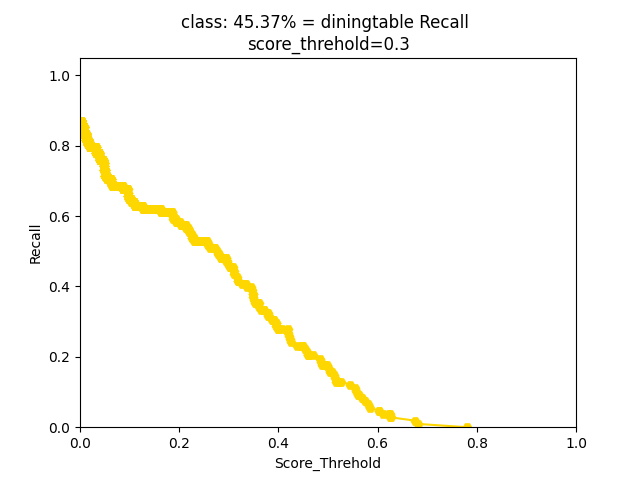 class: 45.37% = diningtable Recall
score_threhold=0.3
1.0
0.8
0.6
0.4
0.2
0.0
Recall
0.0 0.2 0.4 0.6 0.8 1.0
Score_Threhold